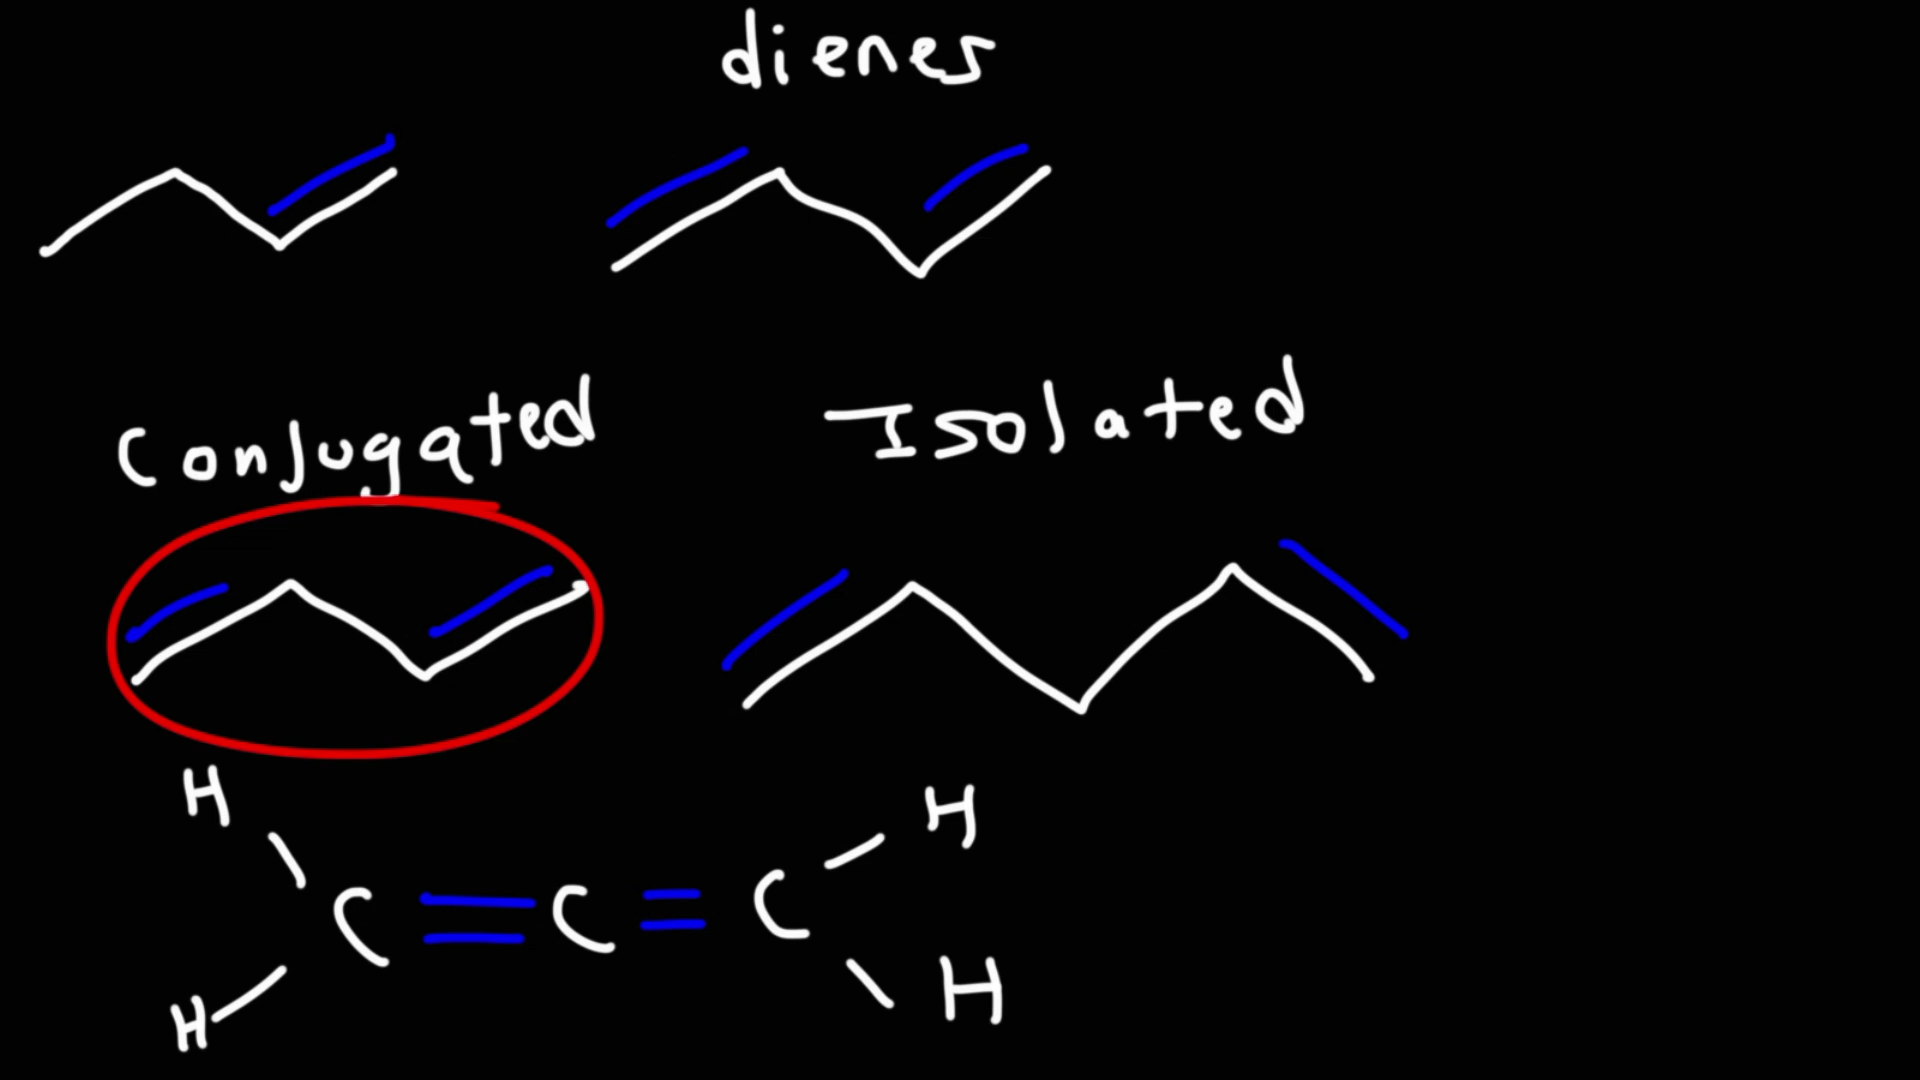 dienes
Conjugated Isolated
H H
C = C = C
H H